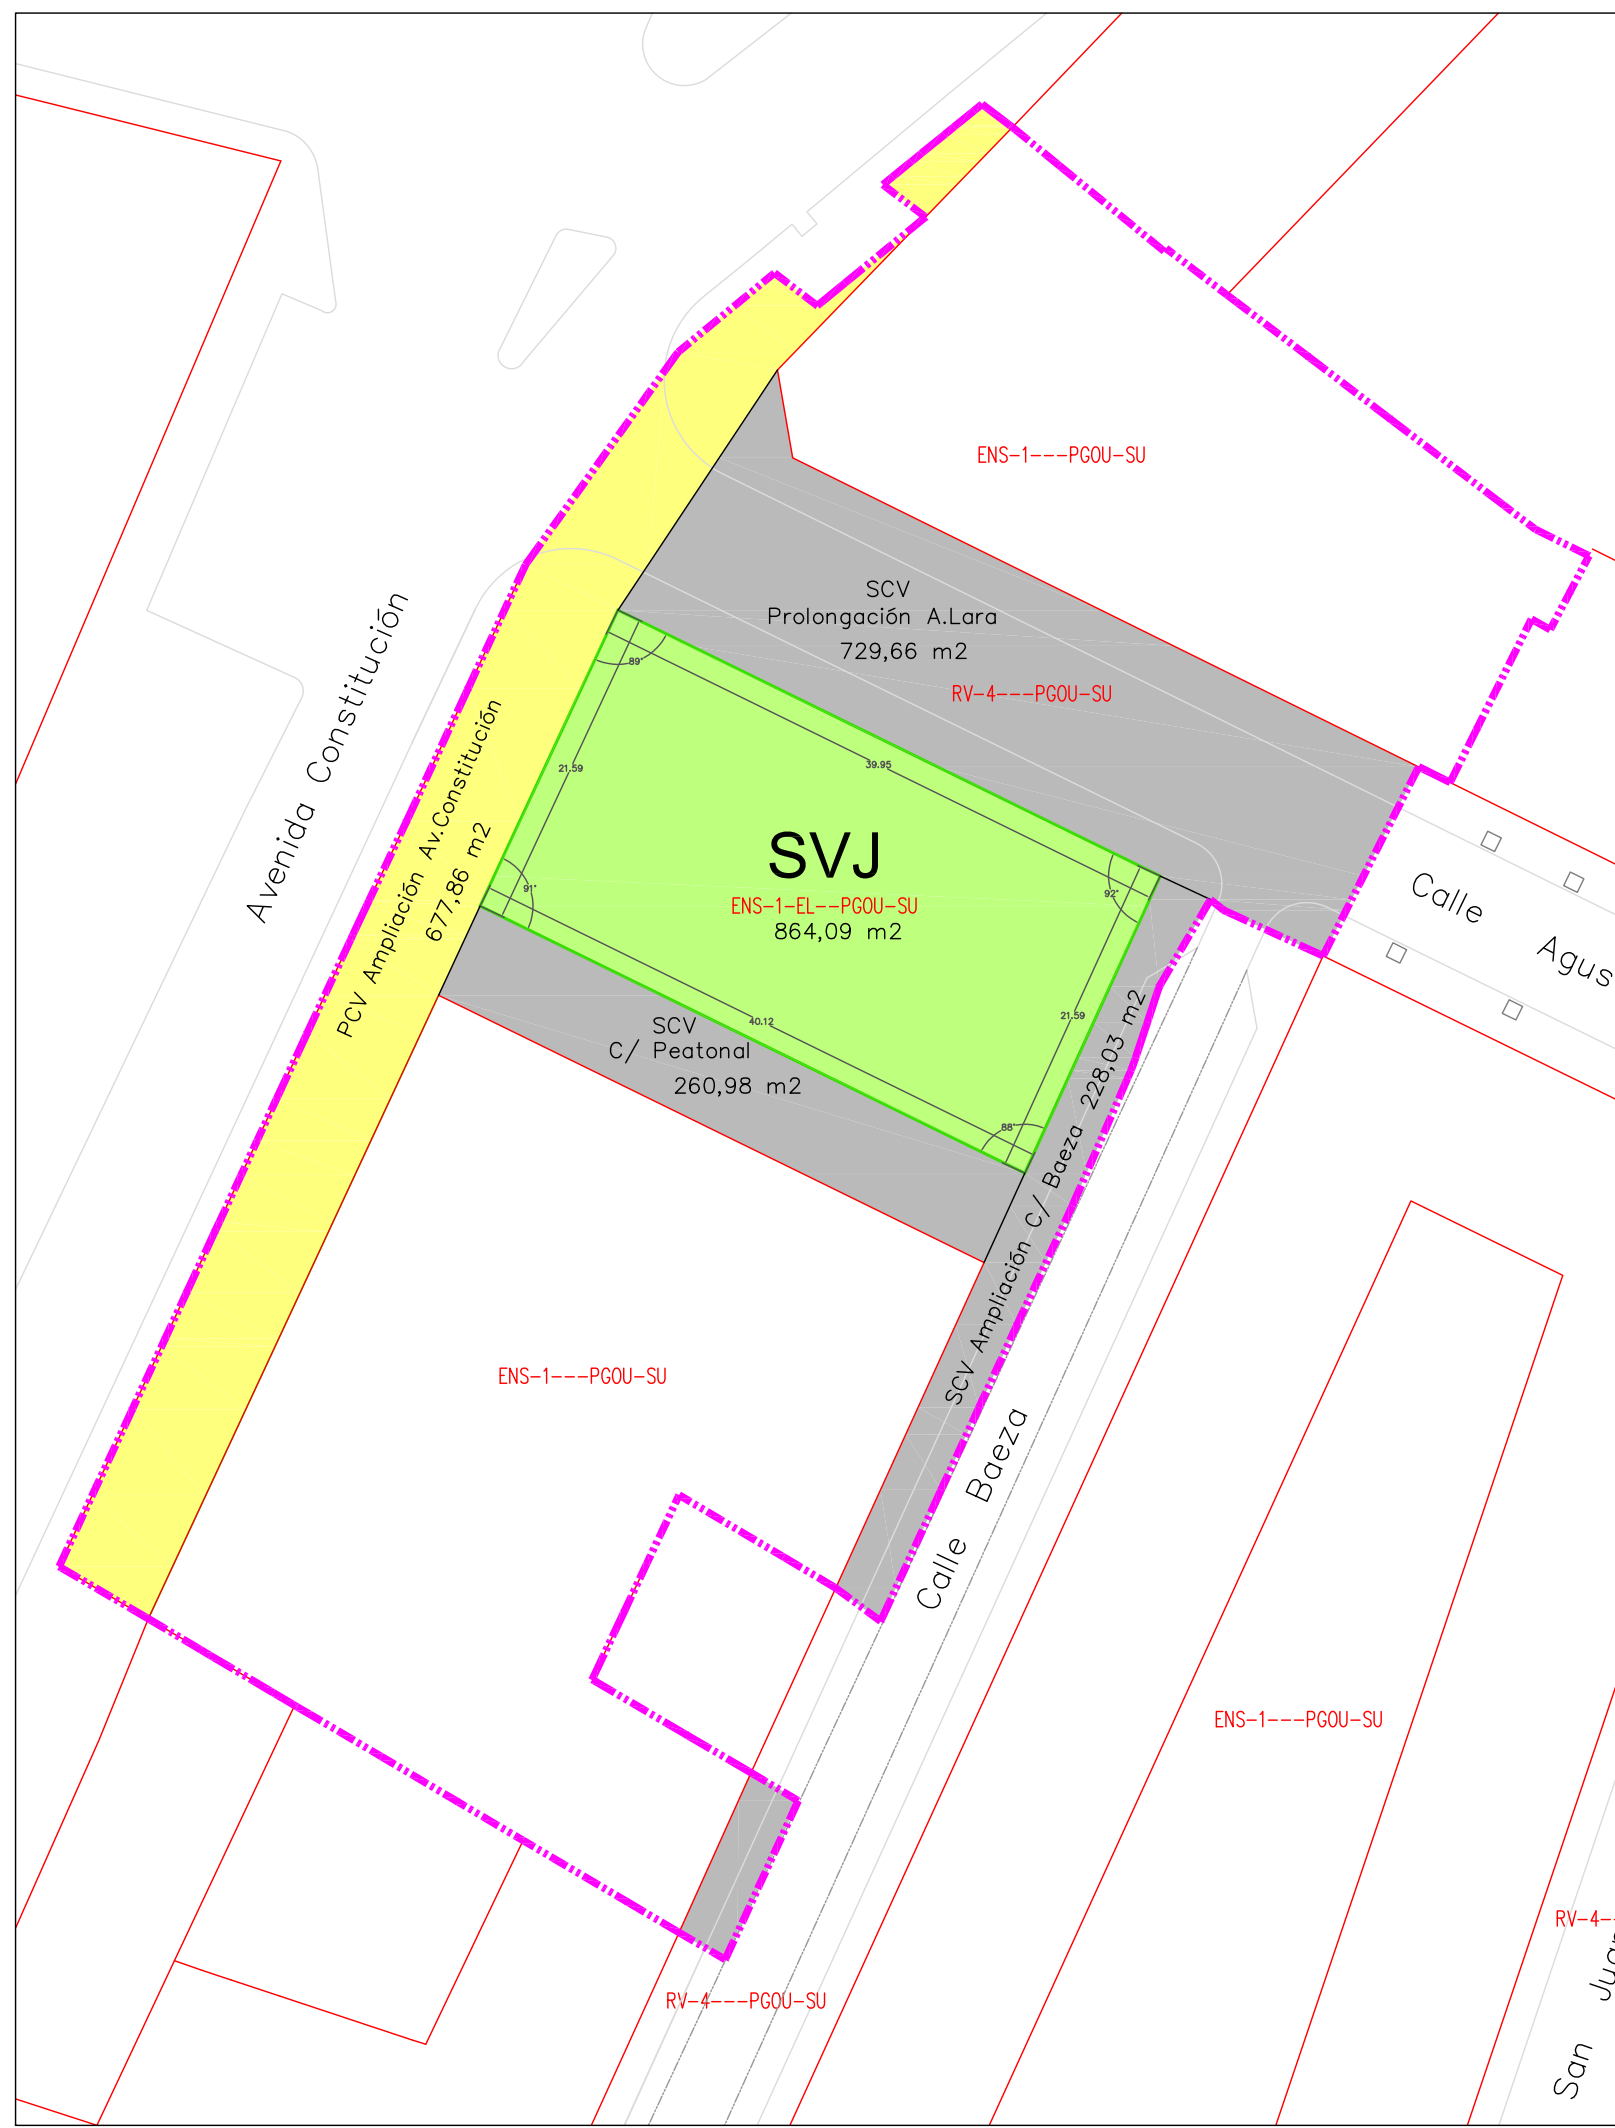 ENS-1---PGOU-SU
SCV
Prolongación A.Lara
729,66 m2
RV-4---PGOU-SU
89°
21.59
39.95
SVJ
ENS-1-EL--PGOU-SU
864,09 m2
91°
92°
Avenida Constitución
PCV Ampliación Av.Constitución
677,86 m2
Calle
Agus
SCV
C/ Peatonal
260,98 m2
40.12
21.59
88°
SCV Ampliación C/ Baeza 228,03 m2
ENS-1---PGOU-SU
Calle Baeza
ENS-1---PGOU-SU
RV-4-
RV-4---PGOU-SU
San Juan